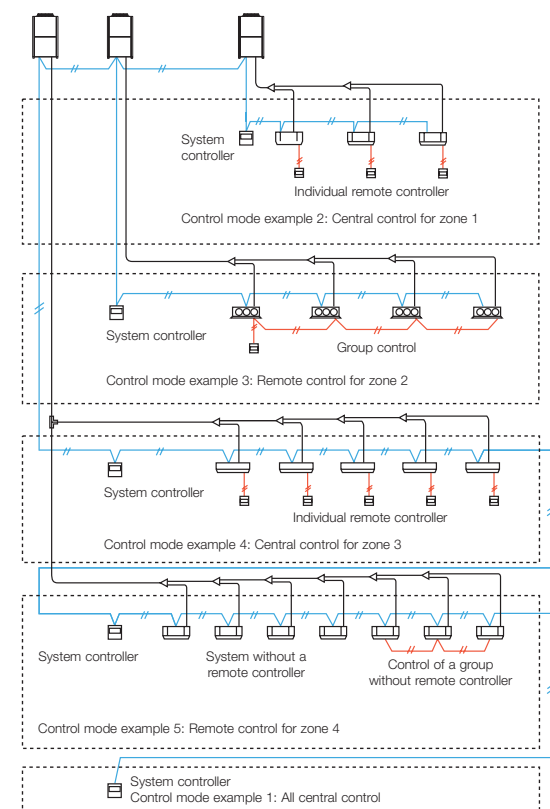 System
controller
Individual remote controller
Control mode example 2: Central control for zone 1
System controller
Group control
Control mode example 3: Remote control for zone 2
System controller
Individual remote controller
Control mode example 4: Central control for zone 3
System controller
System without a
remote controller
Control of a group
without remote controller
Control mode example 5: Remote control for zone 4
System controller
Control mode example 1: All central control